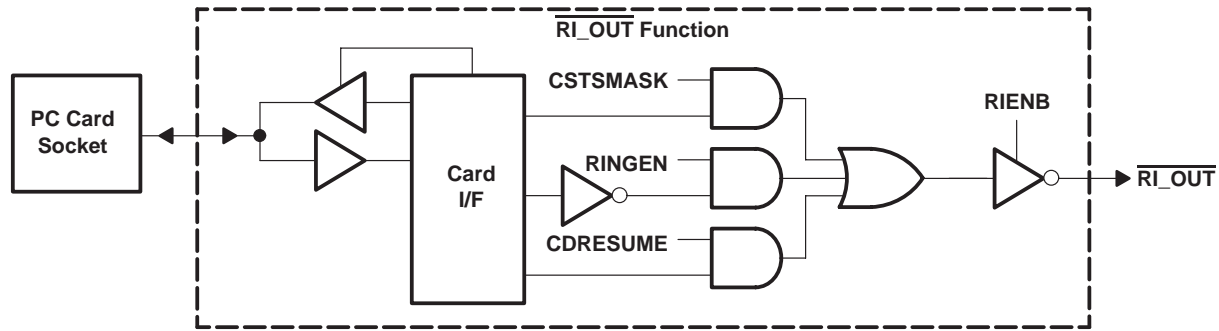 RI_OUT Function
PC Card
Socket
CSTSMASK
RIENB
RINGEN
Card
I/F
RI_OUT
CDRESUME